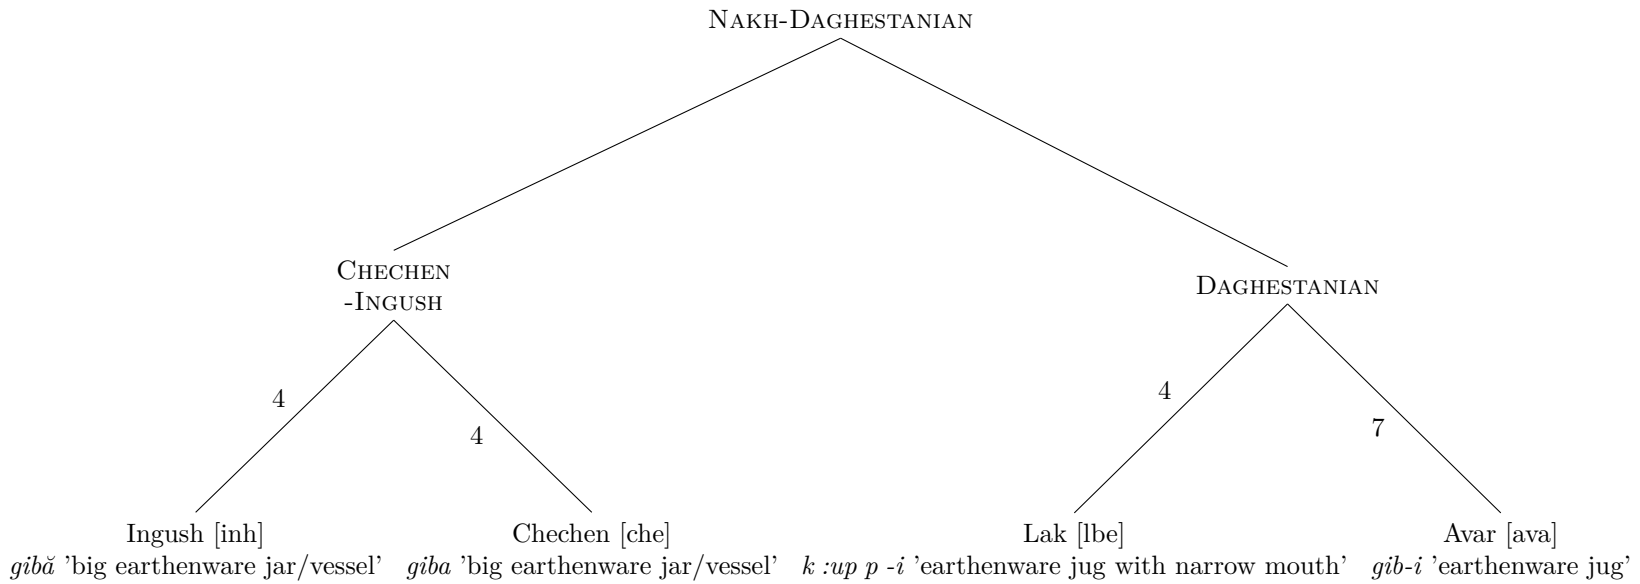 NAKH-DAGHESTANIAN
CHECHEN
-INGUSH
DAGHESTANIAN
4
4
4
7
Ingush [inh]
gibă 'big earthenware jar/vessel'
Chechen [che]
giba 'big earthenware jar/vessel'
Lak [lbe]
k :up p -i 'earthenware jug with narrow mouth'
Avar [ava]
gib-i 'earthenware jug'